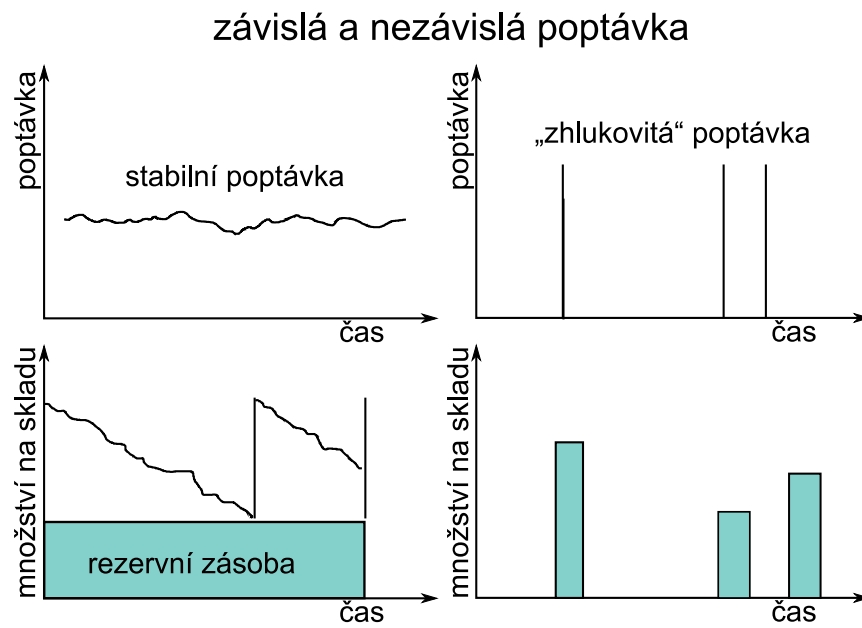 závislá a nezávislá poptávka
poptávka
stabilní poptávka
čas
poptávka
„zhlukovitá“ poptávka
čas
množství na skladu
rezervní zásoba
čas
množství na skladu
čas